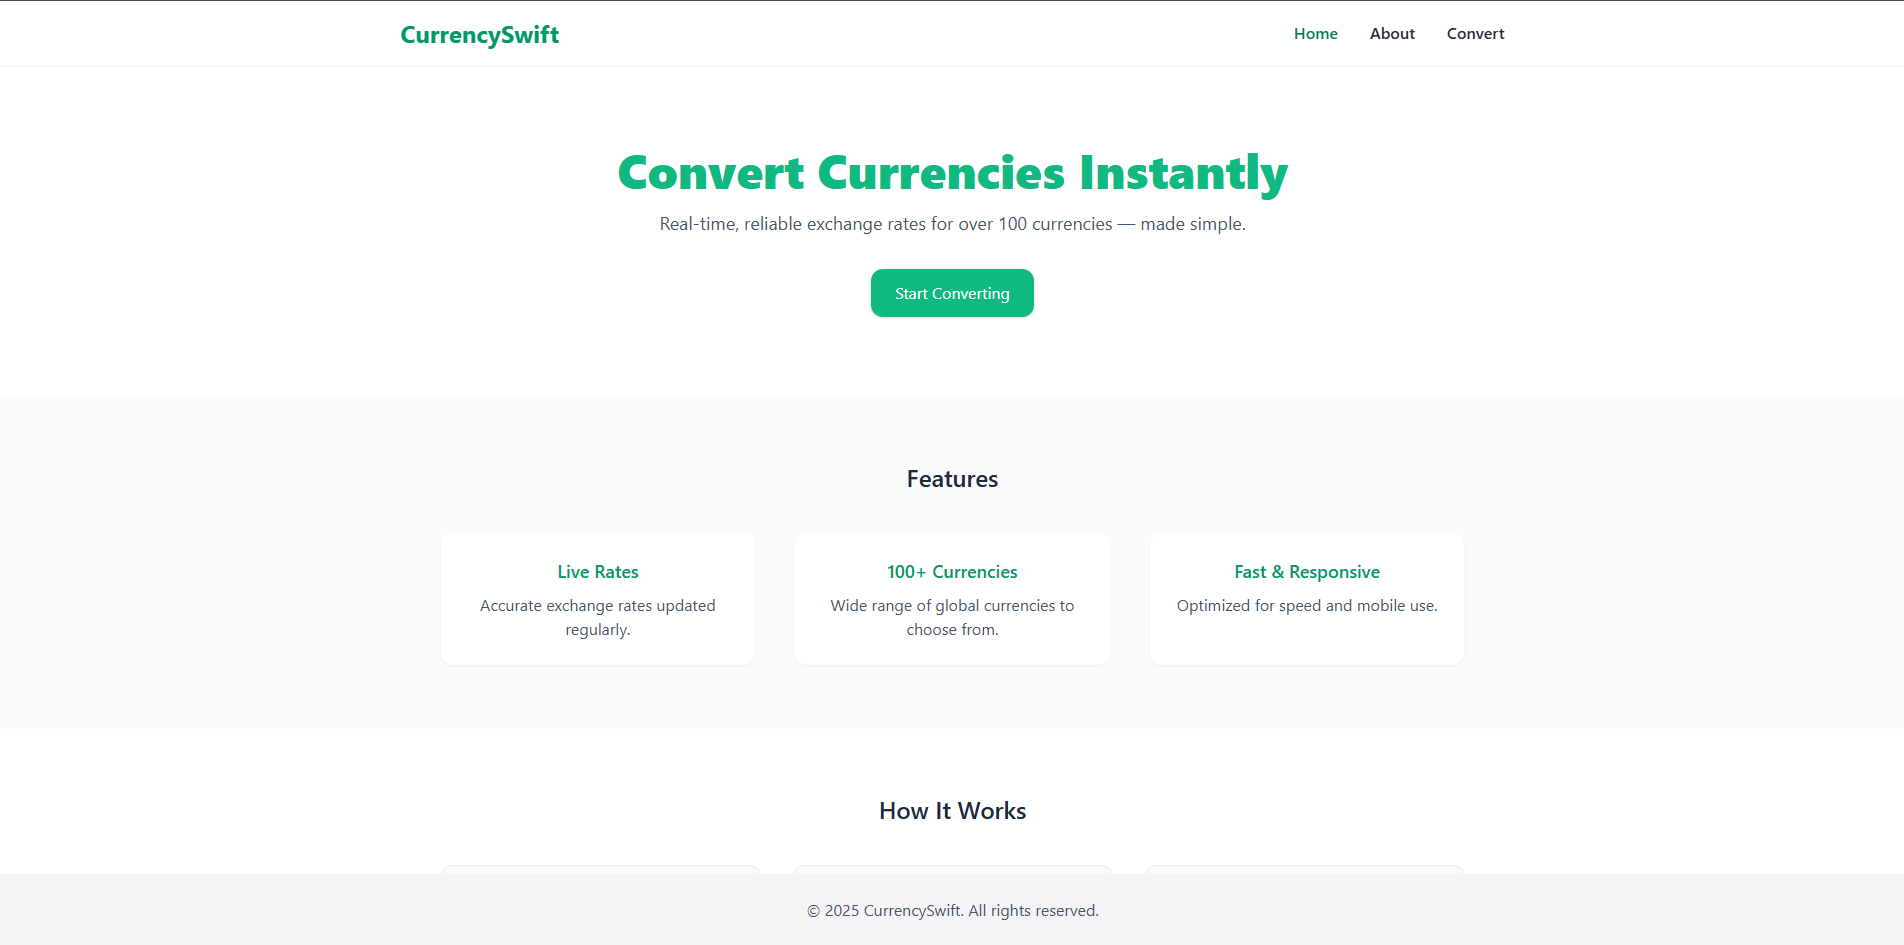 CurrencySwift
Home
About
Convert
Convert Currencies Instantly
Real-time, reliable exchange rates for over 100 currencies — made simple.
Start Converting
Features
Live Rates
Accurate exchange rates updated
regularly.
100+ Currencies
Wide range of global currencies to
choose from.
Fast & Responsive
Optimized for speed and mobile use.
How It Works
© 2025 CurrencySwift. All rights reserved.